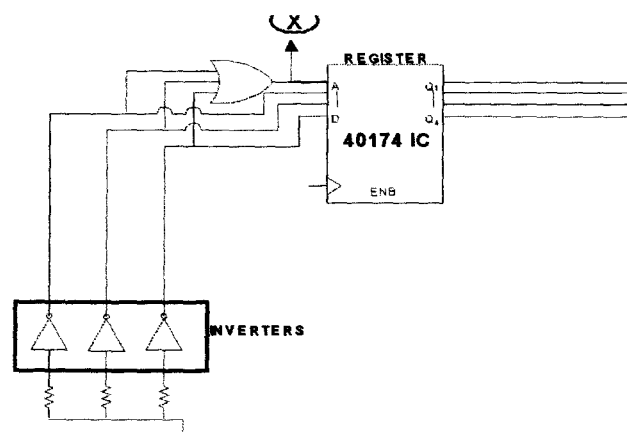 X
REGISTER
A Q1
D Q4
40174 IC
ENB
INVERTERS